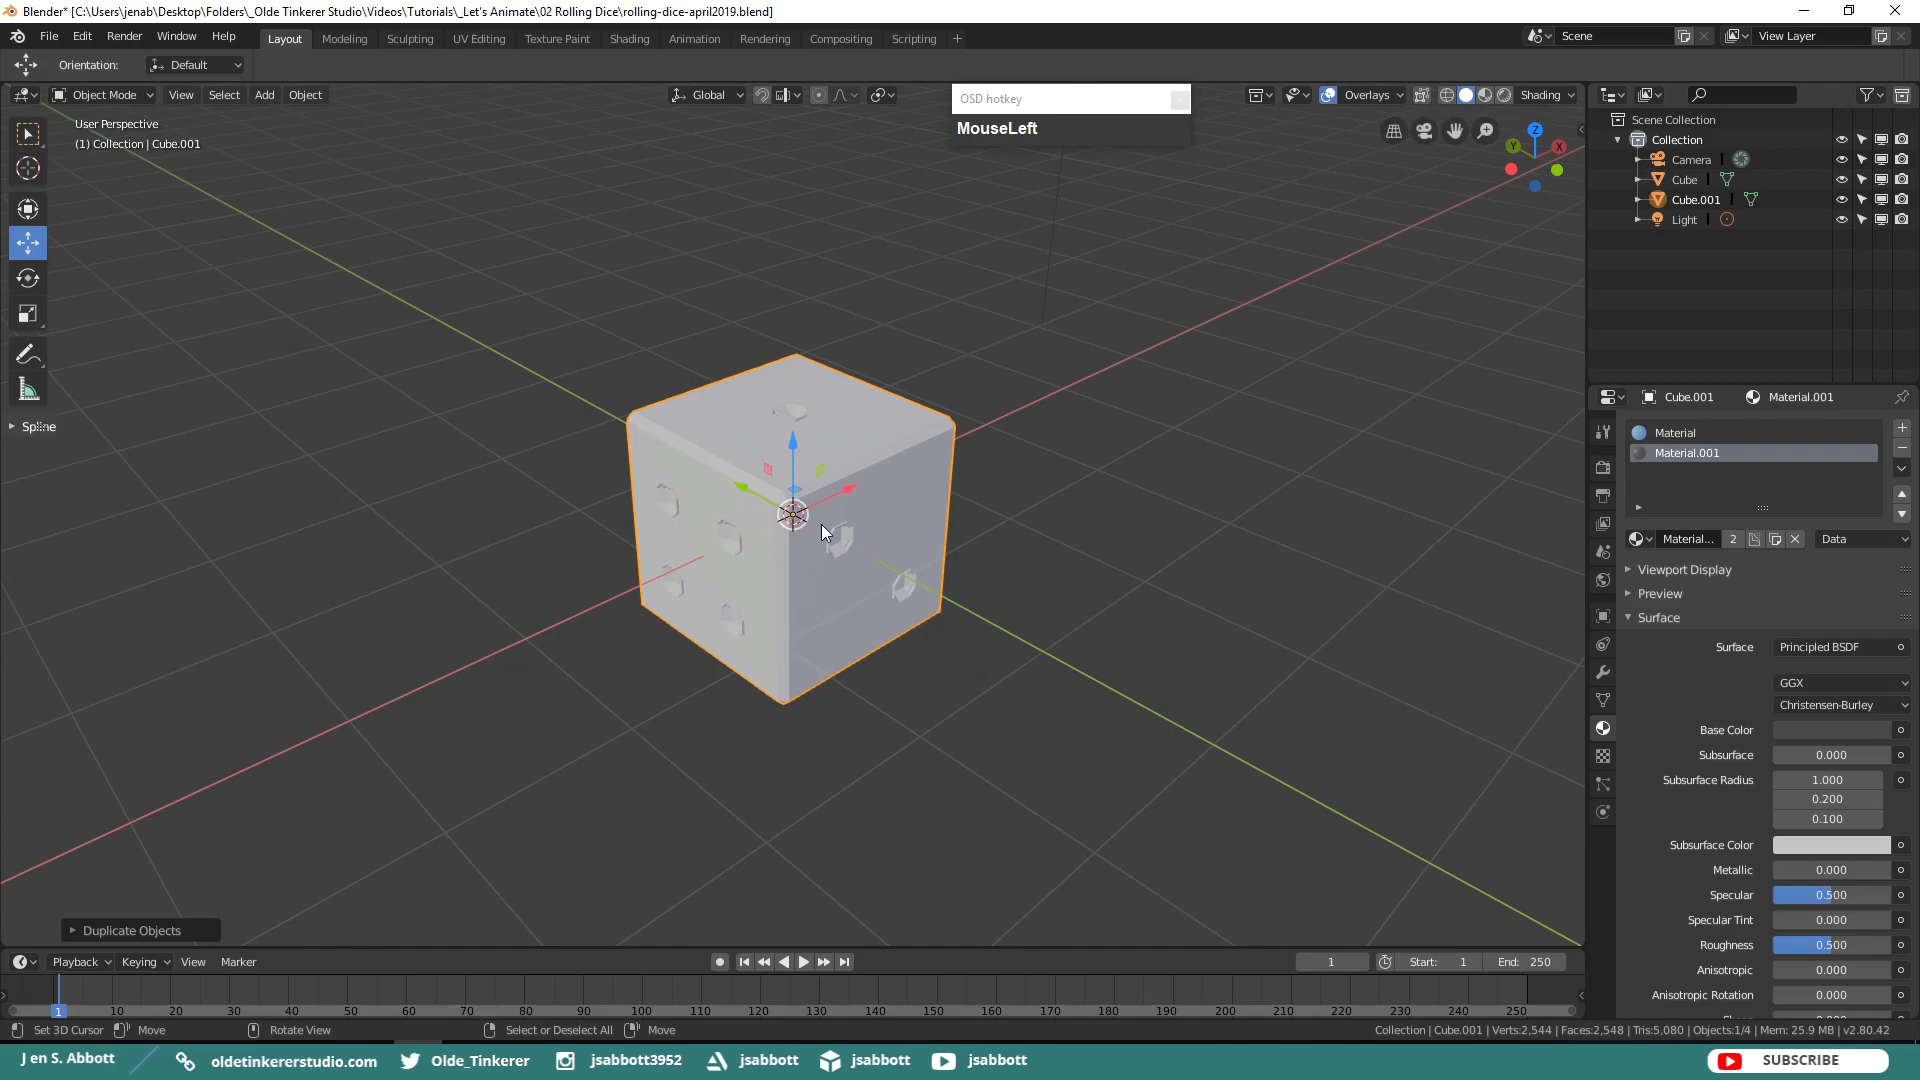 Blender* [C:\Users\jenab\Desktop\Folders\_Olde Tinkerer Studio\Videos\Tutorials\_Let's Animate\02 Rolling Dice\rolling-dice-april2019.blend]
File Edit Render Window Help Layout Modeling Sculpting UV Editing Texture Paint Shading Animation Rendering Compositing Scripting + Scene View Layer
Orientation: Default
Object Mode View Select Add Object Global Overlays Shading
OSD hotkey
MouseLeft
User Perspective
(1) Collection | Cube.001
Z
Y
X
Spline
Duplicate Objects
Scene Collection
Collection
Camera
Cube
Cube.001
Light
Cube.001 Material.001
Material
Material.001
Material... 2 Data
Viewport Display
Preview
Surface
Surface Principled BSDF
GGX
Christensen-Burley
Base Color
Subsurface 0.000
Subsurface Radius 1.000
0.200
0.100
Subsurface Color
Metallic 0.000
Specular 0.500
Specular Tint 0.000
Roughness 0.500
Anisotropic 0.000
Anisotropic Rotation 0.000
Playback Keying View Marker 1 Start: 1 End: 250
1 10 20 30 40 50 60 70 80 90 100 110 120 130 140 150 160 170 180 190 200 210 220 230 240 250
Set 3D Cursor Move Rotate View Select or Deselect All Move Collection | Cube.001 | Verts:2,544 | Faces:2,548 | Tris:5,080 | Objects:1/4 | Mem: 25.9 MB | v2.80.42
J en S. Abbott oldetinkererstudio.com Olde_Tinkerer jsabbott3952 jsabbott jsabbott jsabbott SUBSCRIBE